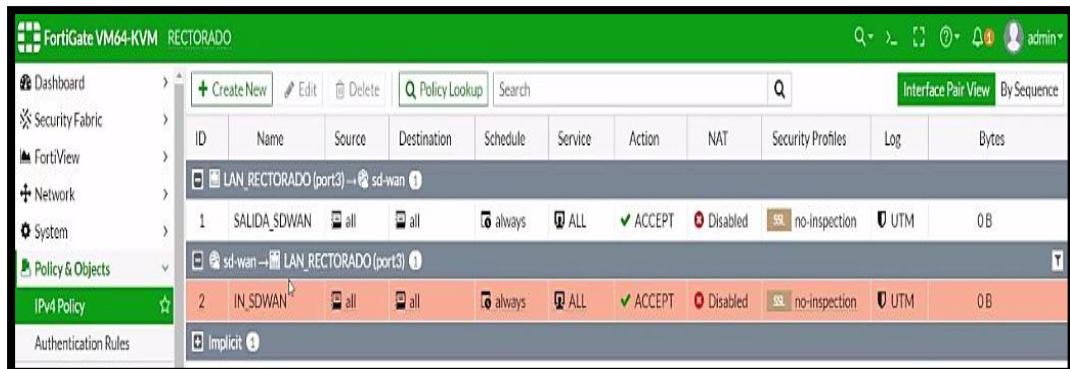 FortiGate VM64-KVM RECTORADO admin
Dashboard
Security Fabric
FortiView
Network
System
Policy & Objects
IPv4 Policy
Authentication Rules
+ Create New Edit Delete Policy Lookup Search Interface Pair View By Sequence
ID Name Source Destination Schedule Service Action NAT Security Profiles Log Bytes
LAN_RECTORADO (port3) → sd-wan 1
1 SALIDA_SDWAN all all always ALL ACCEPT Disabled SSL no-inspection UTM 0 B
sd-wan → LAN_RECTORADO (port3) 1
2 IN_SDWAN all all always ALL ACCEPT Disabled SSL no-inspection UTM 0 B
Implicit 1